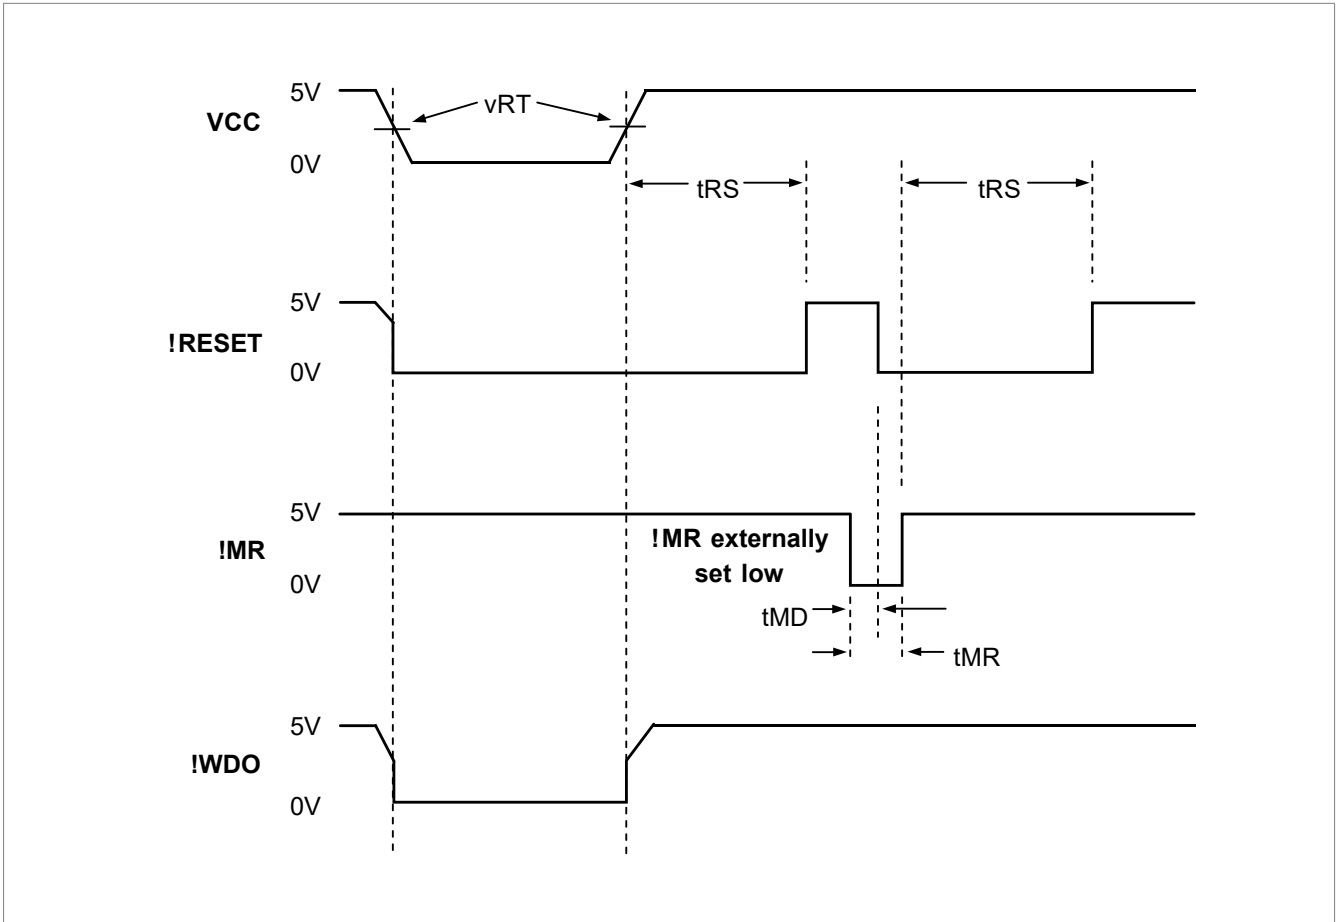 5V
VCC
vRT
0V
tRS
tRS
5V
!RESET
0V
5V
!MR
!MR externally
set low
0V
tMD
tMR
5V
!WDO
0V